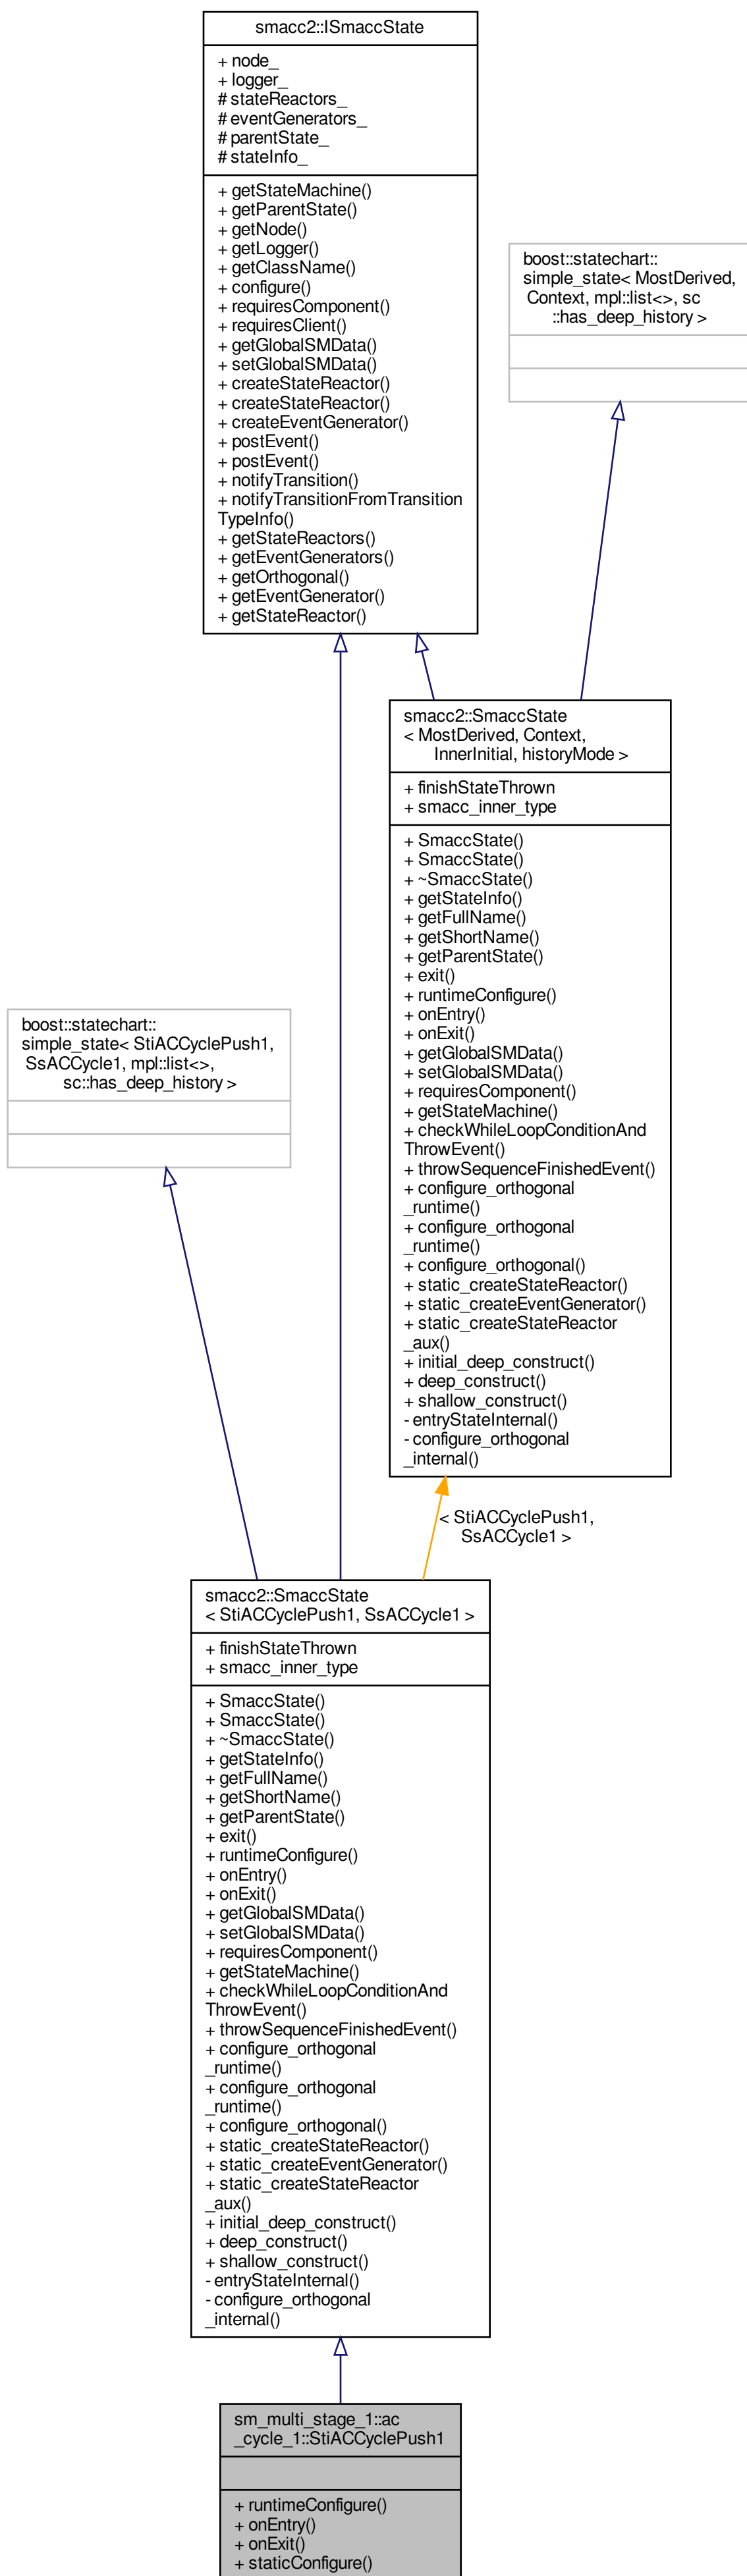 smacc2::ISmaccState
+ node_
+ logger_
# stateReactors_
# eventGenerators_
# parentState_
# stateInfo_
+ getStateMachine()
+ getParentState()
+ getNode()
+ getLogger()
+ getClassName()
+ configure()
+ requiresComponent()
+ requiresClient()
+ getGlobalSMData()
+ setGlobalSMData()
+ createStateReactor()
+ createStateReactor()
+ createEventGenerator()
+ postEvent()
+ postEvent()
+ notifyTransition()
+ notifyTransitionFromTransition
TypeInfo()
+ getStateReactors()
+ getEventGenerators()
+ getOrthogonal()
+ getEventGenerator()
+ getStateReactor()
boost::statechart::
simple_state< MostDerived,
Context, mpl::list<>, sc
::has_deep_history >
smacc2::SmaccState
< MostDerived, Context,
InnerInitial, historyMode >
+ finishStateThrown
+ smacc_inner_type
+ SmaccState()
+ SmaccState()
+ ~SmaccState()
+ getStateInfo()
+ getFullName()
+ getShortName()
+ getParentState()
+ exit()
+ runtimeConfigure()
+ onEntry()
+ onExit()
+ getGlobalSMData()
+ setGlobalSMData()
+ requiresComponent()
+ getStateMachine()
+ checkWhileLoopConditionAnd
ThrowEvent()
+ throwSequenceFinishedEvent()
+ configure_orthogonal
_runtime()
+ configure_orthogonal
_runtime()
+ configure_orthogonal()
+ static_createStateReactor()
+ static_createEventGenerator()
+ static_createStateReactor
_aux()
+ initial_deep_construct()
+ deep_construct()
+ shallow_construct()
- entryStateInternal()
- configure_orthogonal
_internal()
boost::statechart::
simple_state< StiACCyclePush1,
SsACCycle1, mpl::list<>,
sc::has_deep_history >
< StiACCyclePush1,
SsACCycle1 >
smacc2::SmaccState
< StiACCyclePush1, SsACCycle1 >
+ finishStateThrown
+ smacc_inner_type
+ SmaccState()
+ SmaccState()
+ ~SmaccState()
+ getStateInfo()
+ getFullName()
+ getShortName()
+ getParentState()
+ exit()
+ runtimeConfigure()
+ onEntry()
+ onExit()
+ getGlobalSMData()
+ setGlobalSMData()
+ requiresComponent()
+ getStateMachine()
+ checkWhileLoopConditionAnd
ThrowEvent()
+ throwSequenceFinishedEvent()
+ configure_orthogonal
_runtime()
+ configure_orthogonal
_runtime()
+ configure_orthogonal()
+ static_createStateReactor()
+ static_createEventGenerator()
+ static_createStateReactor
_aux()
+ initial_deep_construct()
+ deep_construct()
+ shallow_construct()
- entryStateInternal()
- configure_orthogonal
_internal()
sm_multi_stage_1::ac
_cycle_1::StiACCyclePush1
+ runtimeConfigure()
+ onEntry()
+ onExit()
+ staticConfigure()